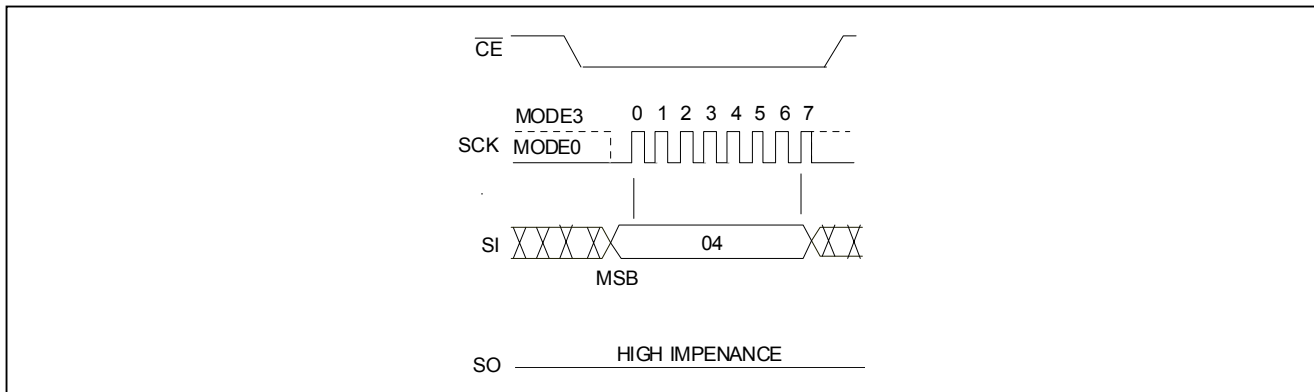 CE
MODE3 0 1 2 3 4 5 6 7
SCK MODE0
SI 04
MSB
SO HIGH IMPENANCE